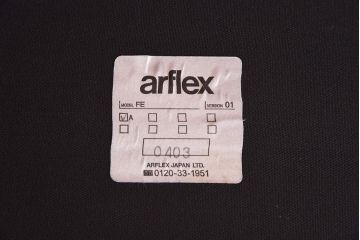 arflex
MODEL FE VERSION 01
A
0403
ARFLEX JAPAN LTD.
0120-33-1951